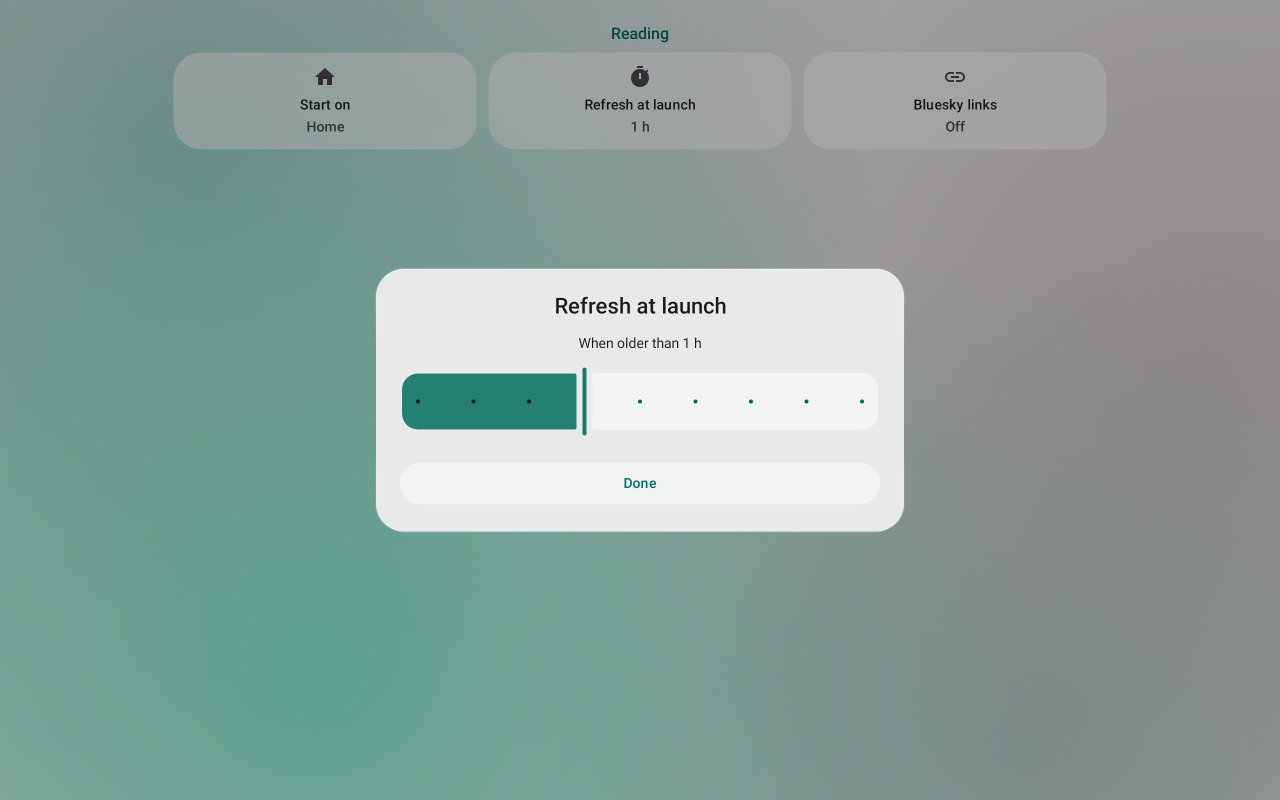 Reading
Start on
Home
Refresh at launch
1 h
Bluesky links
Off
Refresh at launch
When older than 1 h
Done